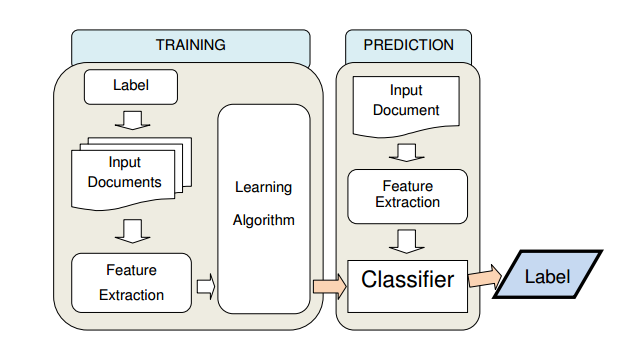 TRAINING
Label
Input
Documents
Feature
Extraction
Learning
Algorithm
PREDICTION
Input
Document
Feature
Extraction
Classifier
Label